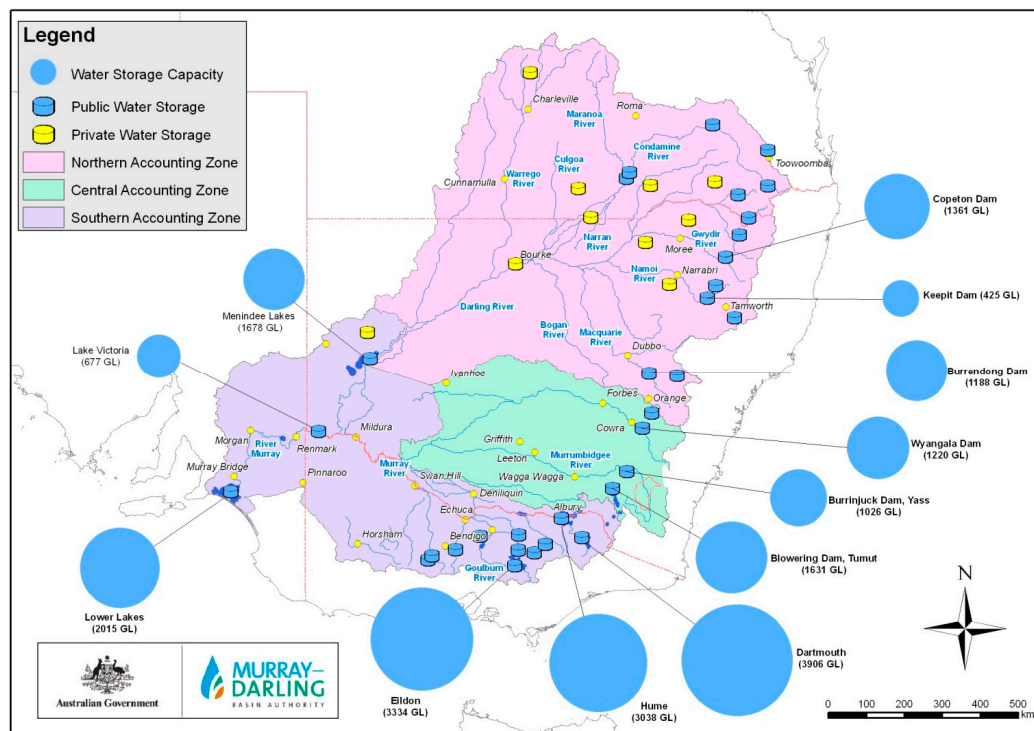 Legend
Water Storage Capacity
Public Water Storage
Private Water Storage
Northern Accounting Zone
Central Accounting Zone
Southern Accounting Zone
Charleville
Roma
Maranoa
River
Condamine
River
Toowoomba
Culgoa
River
Warrego
River
Cunnamulla
Copeton Dam
(1361 GL)
Narran
River
Gwydir
River
Moree
Bourke
Namoi
River
Narrabri
Keepit Dam (425 GL)
Tamworth
Menindee Lakes
(1678 GL)
Darling River
Bogan
River
Macquarie
River
Dubbo
Burrendong Dam
(1188 GL)
Lake Victoria
(677 GL)
Ivanhoe
Forbes
Orange
Cowra
Wyangala Dam
(1220 GL)
Morgan
River
Murray
Renmark
Mildura
Griffith
Leeton
Murrumbidgee
River
Murray Bridge
Pinnaroo
Murray
River
Swan Hill
Wagga Wagga
Deniliquin
Burrinjuck Dam, Yass
(1026 GL)
Echuca
Albury
Horsham
Bendigo
Goulburn
River
Blowering Dam, Tumut
(1631 GL)
Lower Lakes
(2015 GL)
N
Dartmouth
(3906 GL)
Eildon
(3334 GL)
Hume
(3038 GL)
Australian Government
MURRAY–
DARLING
BASIN AUTHORITY
0 100 200 300 400 500
km